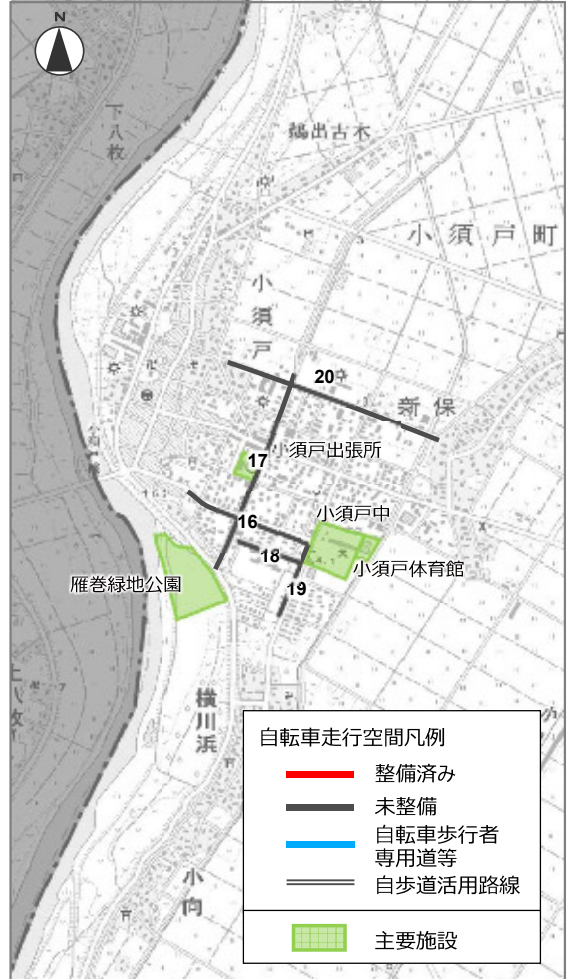 N
下八枚
鵜出古木
小須戸町
小須戸
20
新保
17
小須戸出張所
小須戸中
16
18
小須戸体育館
雁巻緑地公園
19
横川浜
小向
自転車走行空間凡例
整備済み
未整備
自転車歩行者
専用道等
自歩道活用路線
主要施設